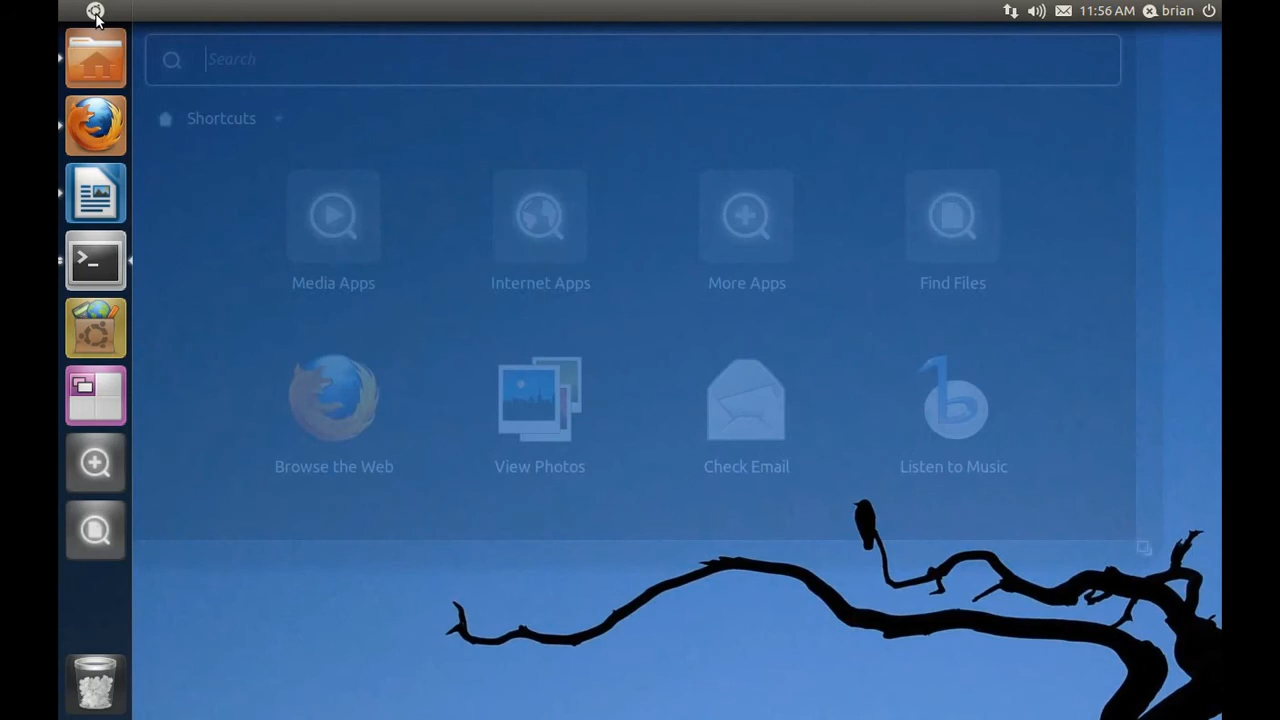 11:56 AM brian
Search
Shortcuts
Media Apps Internet Apps More Apps Find Files
Browse the Web View Photos Check Email Listen to Music
>_